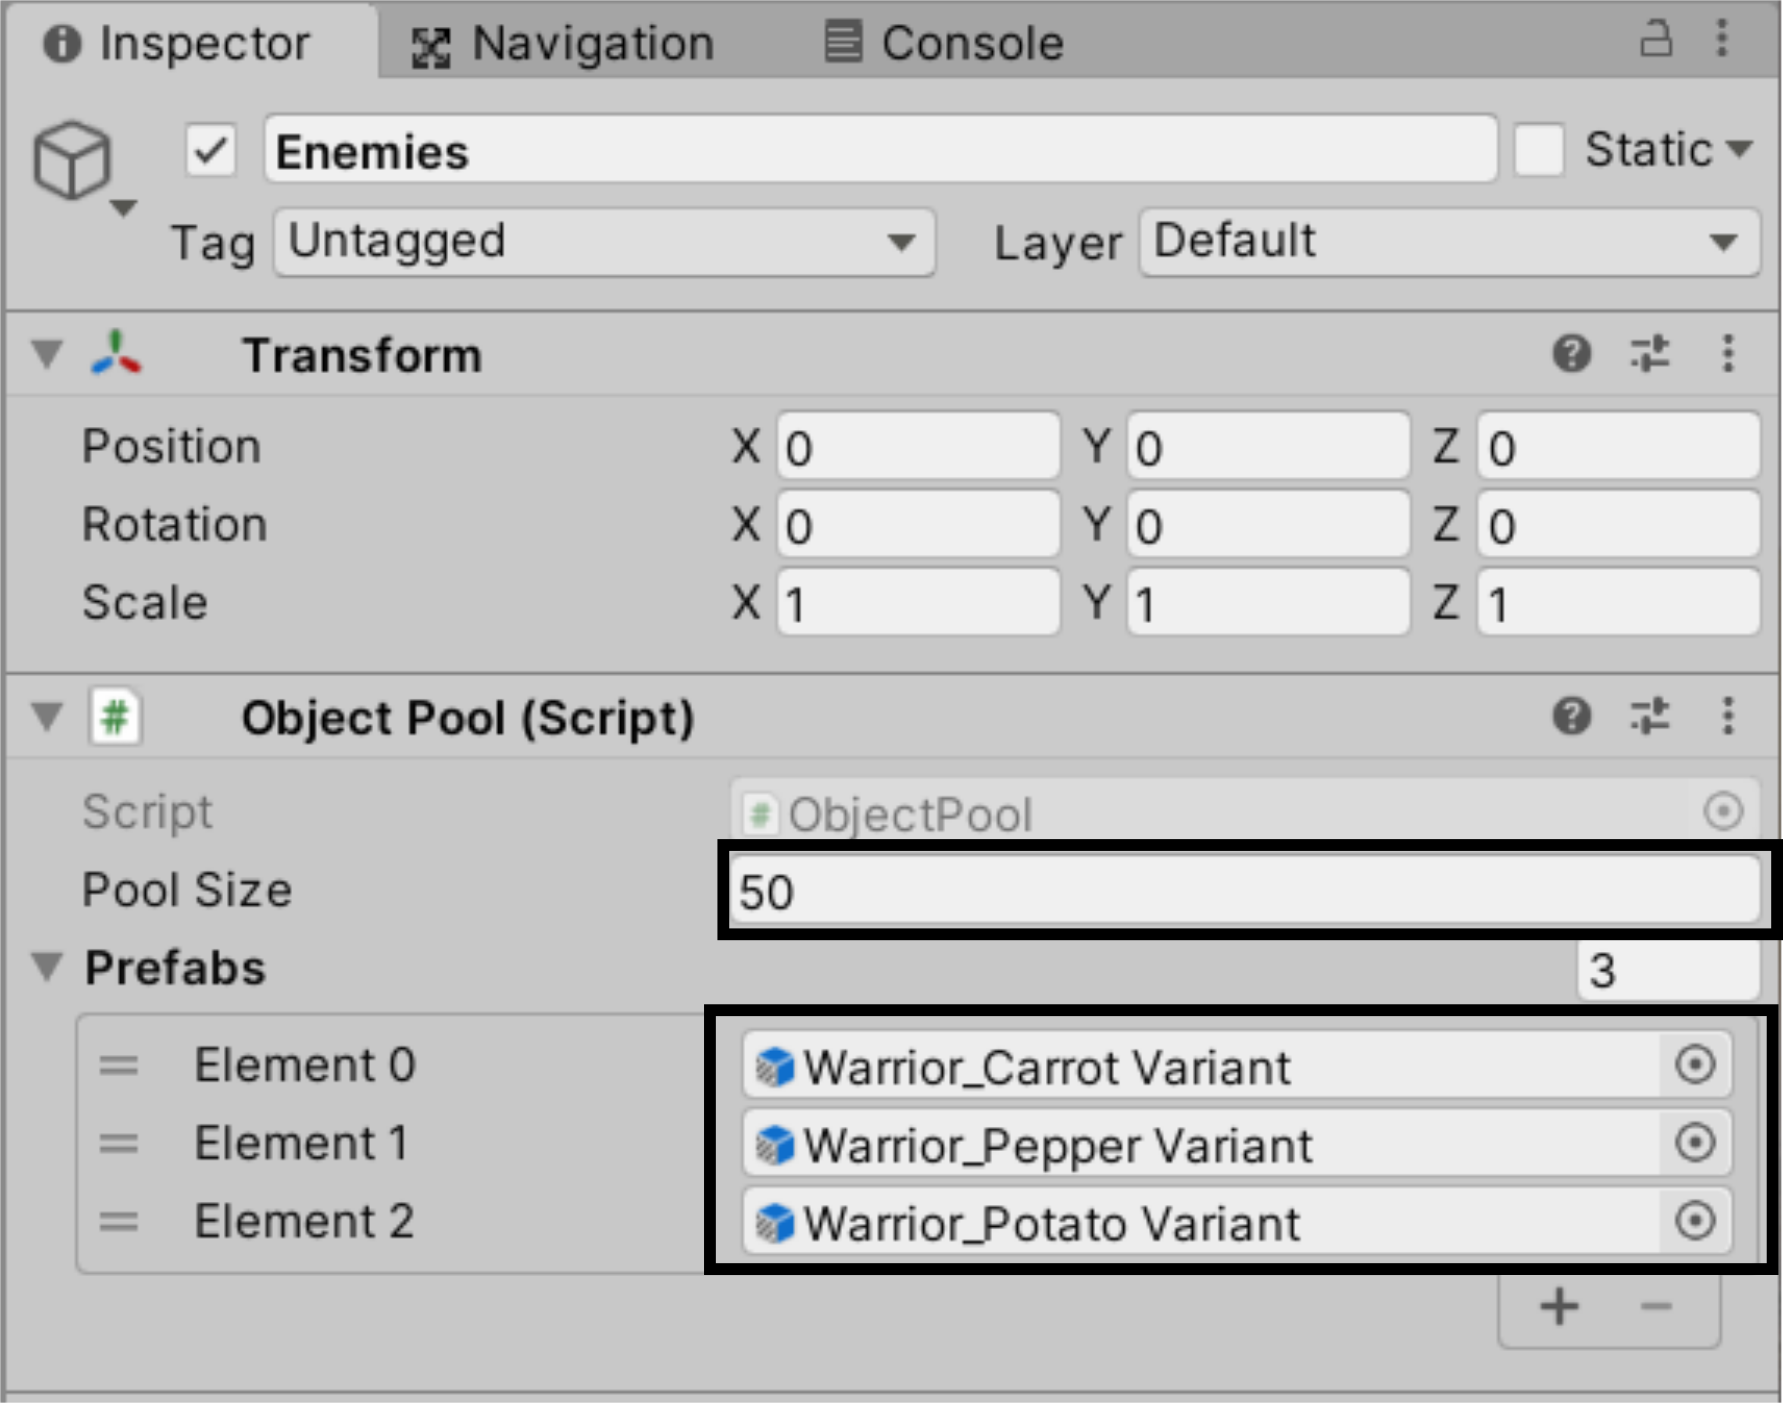 Inspector Navigation Console
Enemies Static
Tag Untagged Layer Default
Transform
Position X 0 Y 0 Z 0
Rotation X 0 Y 0 Z 0
Scale X 1 Y 1 Z 1
# Object Pool (Script)
Script # ObjectPool
Pool Size 50
Prefabs 3
Element 0 Warrior_Carrot Variant
Element 1 Warrior_Pepper Variant
Element 2 Warrior_Potato Variant
+ −